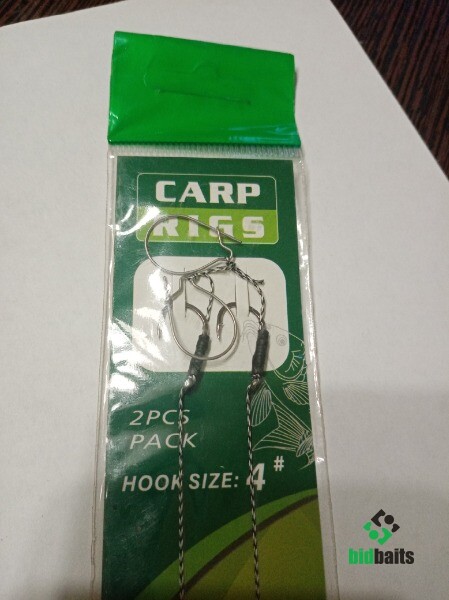 CARP
RIGS
2PCS
PACK
HOOK SIZE: 4#
bidbaits